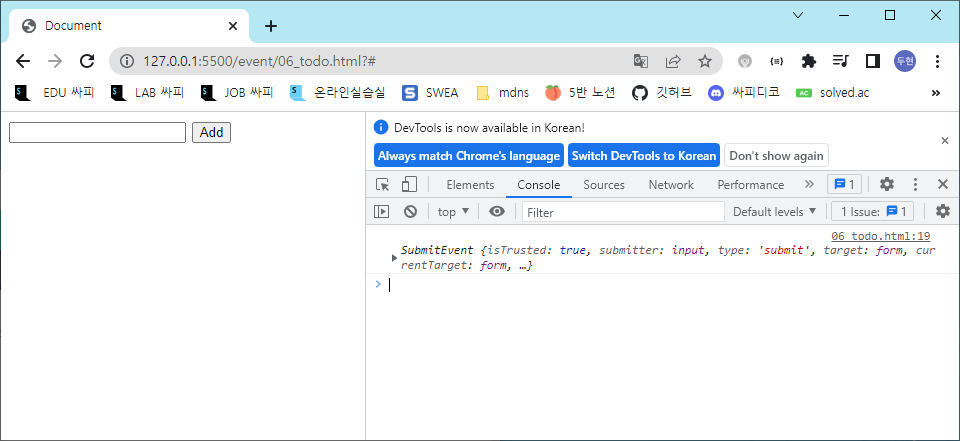 Document
127.0.0.1:5500/event/06_todo.html?#
두현
EDU 싸피 LAB 싸피 JOB 싸피 온라인실습실 SWEA mdns 5반 노션 깃허브 싸피디코 solved.ac
Add
DevTools is now available in Korean!
Always match Chrome's language Switch DevTools to Korean Don't show again
Elements Console Sources Network Performance 1
top Filter Default levels 1 Issue: 1
06_todo.html:19
SubmitEvent {isTrusted: true, submitter: input, type: 'submit', target: form, cur
rentTarget: form, …}